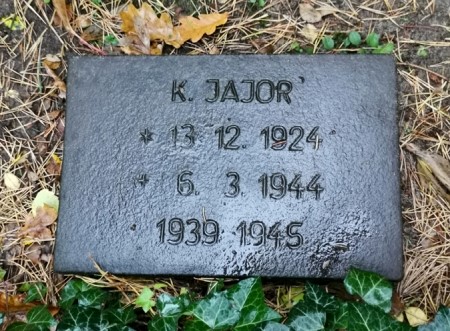 K. JAJOR
* 13. 12. 1924
+ 6. 3. 1944
1939 1945